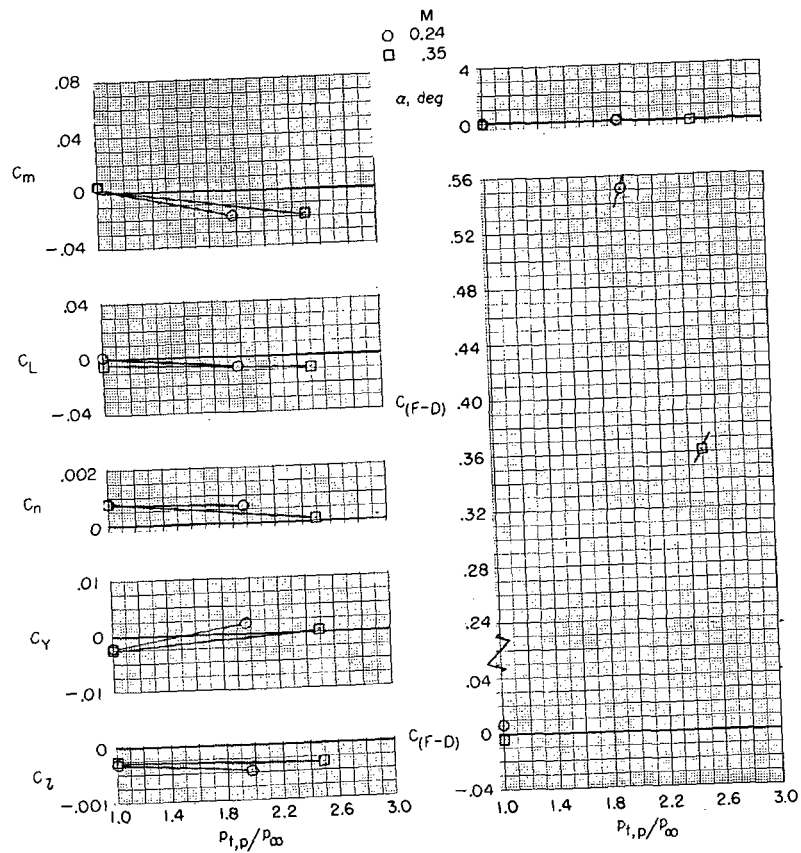 M
○ 0.24
□ .35
.08
.04
0
-.04
C_m
4
0
α, deg
.04
0
-.04
C_L
.002
0
C_n
.01
0
-.01
C_Y
0
-.001
C_l
1.0 1.4 1.8 2.2 2.6 3.0
p_t,p/p_∞
.56
.52
.48
.44
.40
.36
.32
.28
.24
C_(F-D)
.04
0
-.04
C_(F-D)
1.0 1.4 1.8 2.2 2.6 3.0
p_t,p/p_∞